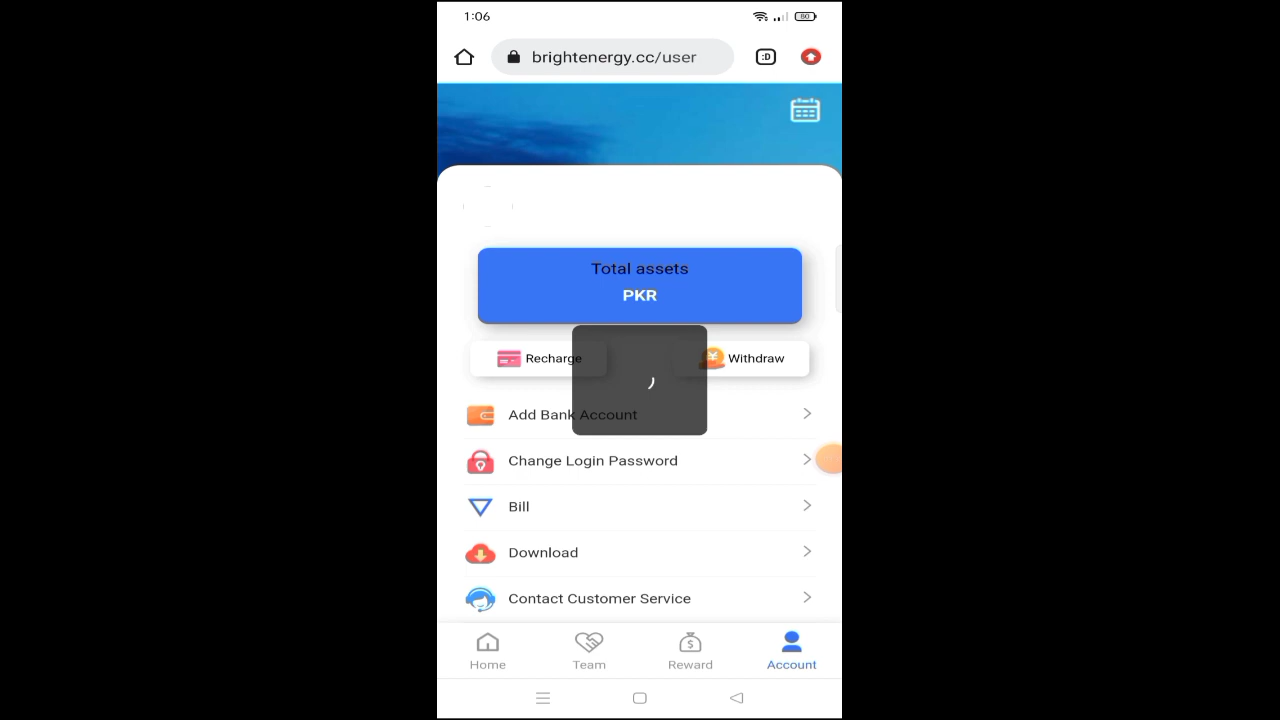 1:06
80
brightenergy.cc/user
:D
Total assets
PKR
Recharge
¥
Withdraw
Add Bank Account
Change Login Password
Bill
Download
Contact Customer Service
$
Home
Team
Reward
Account